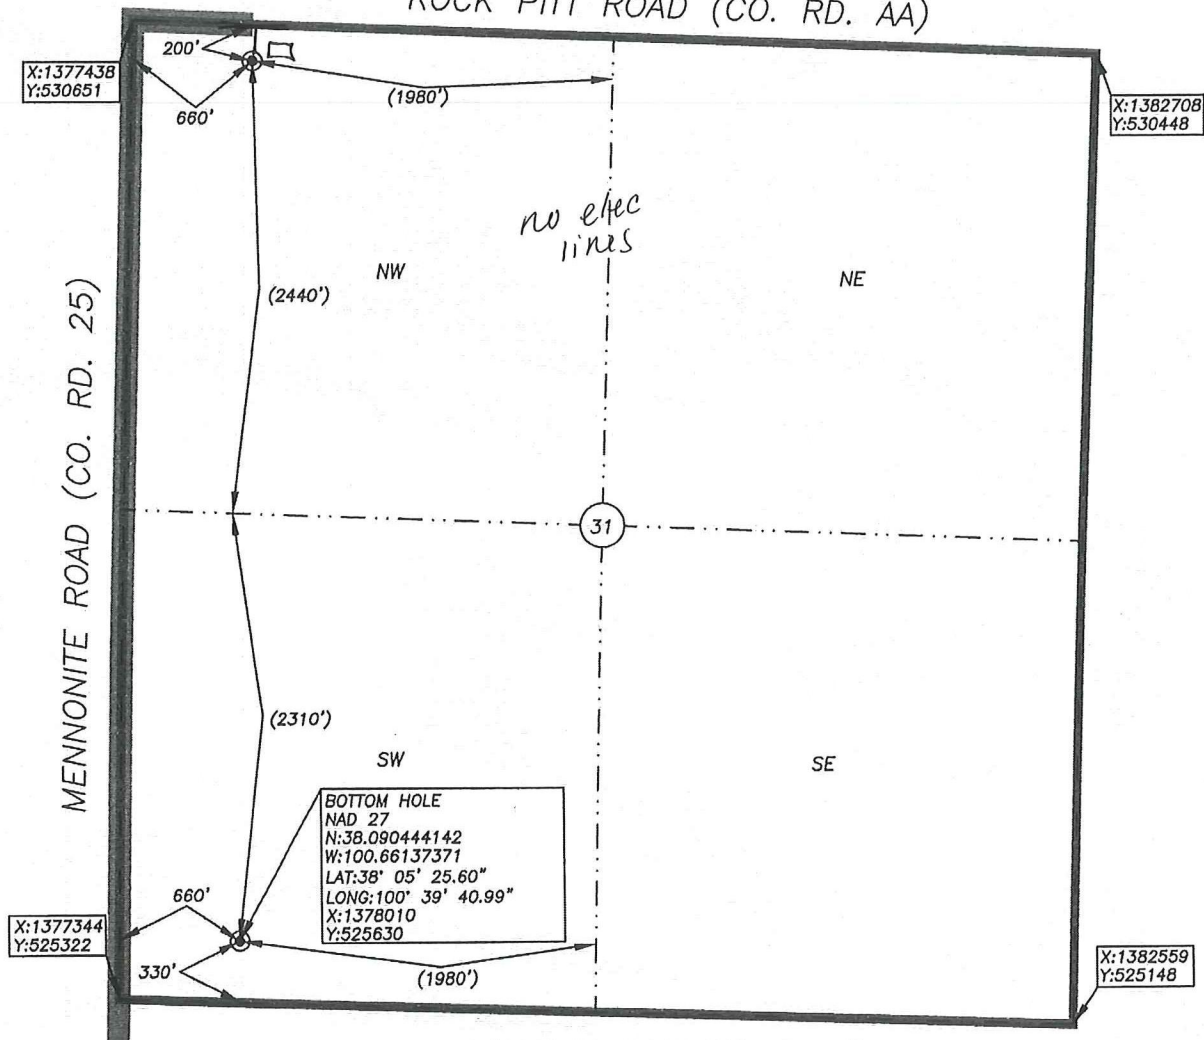 ROCK PITT ROAD (CO. RD. AA)
200'
X:1377438
Y:530651
660'
(1980')
X:1382708
Y:530448
no elec
lines
NW
NE
(2440')
MENNONITE ROAD (CO. RD. 25)
31
(2310')
SW
SE
BOTTOM HOLE
NAD 27
N:38.090444142
W:100.66137371
LAT:38° 05' 25.60"
LONG:100° 39' 40.99"
X:1378010
Y:525630
660'
X:1377344
Y:525322
330'
(1980')
X:1382559
Y:525148